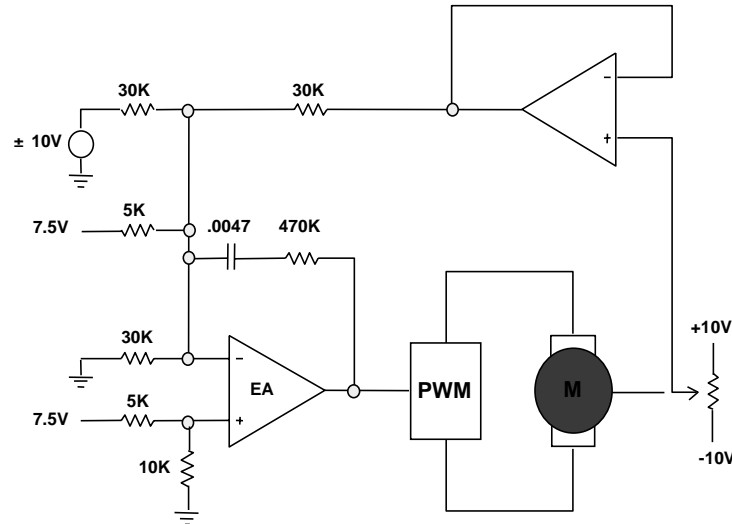 30K
30K
-
+
± 10V
7.5V
5K
.0047
470K
30K
5K
7.5V
-
EA
+
10K
PWM
M
+10V
-10V